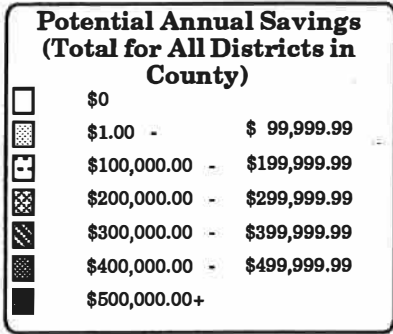 Potential Annual Savings
(Total for All Districts in
County)
$0
$1.00 - $ 99,999.99
$100,000.00 - $199,999.99
$200,000.00 - $299,999.99
$300,000.00 - $399,999.99
$400,000.00 - $499,999.99
$500,000.00+